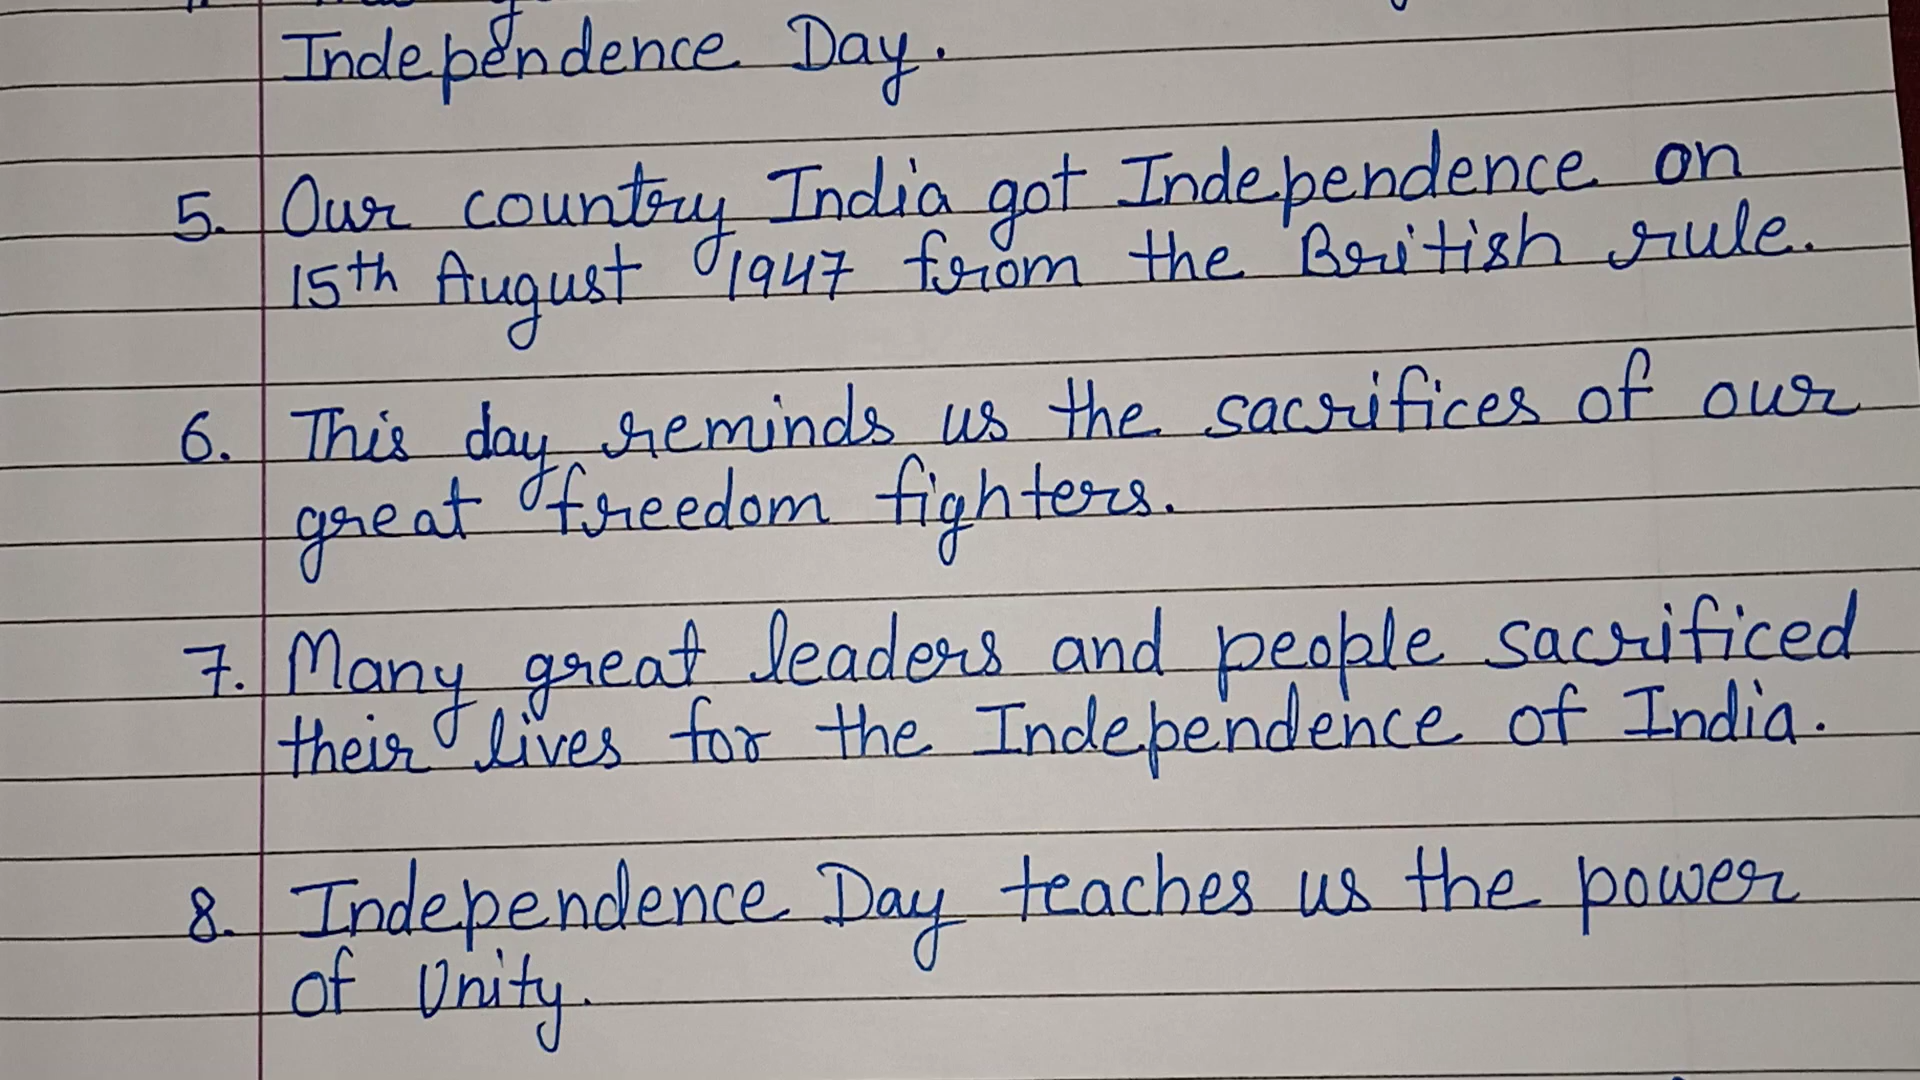 Independence Day.
5. Our country India got Independence on
15th August 1947 from the British rule.
6. This day reminds us the sacrifices of our
great freedom fighters.
7. Many great leaders and people sacrificed
their lives for the Independence of India.
8. Independence Day teaches us the power
of Unity.